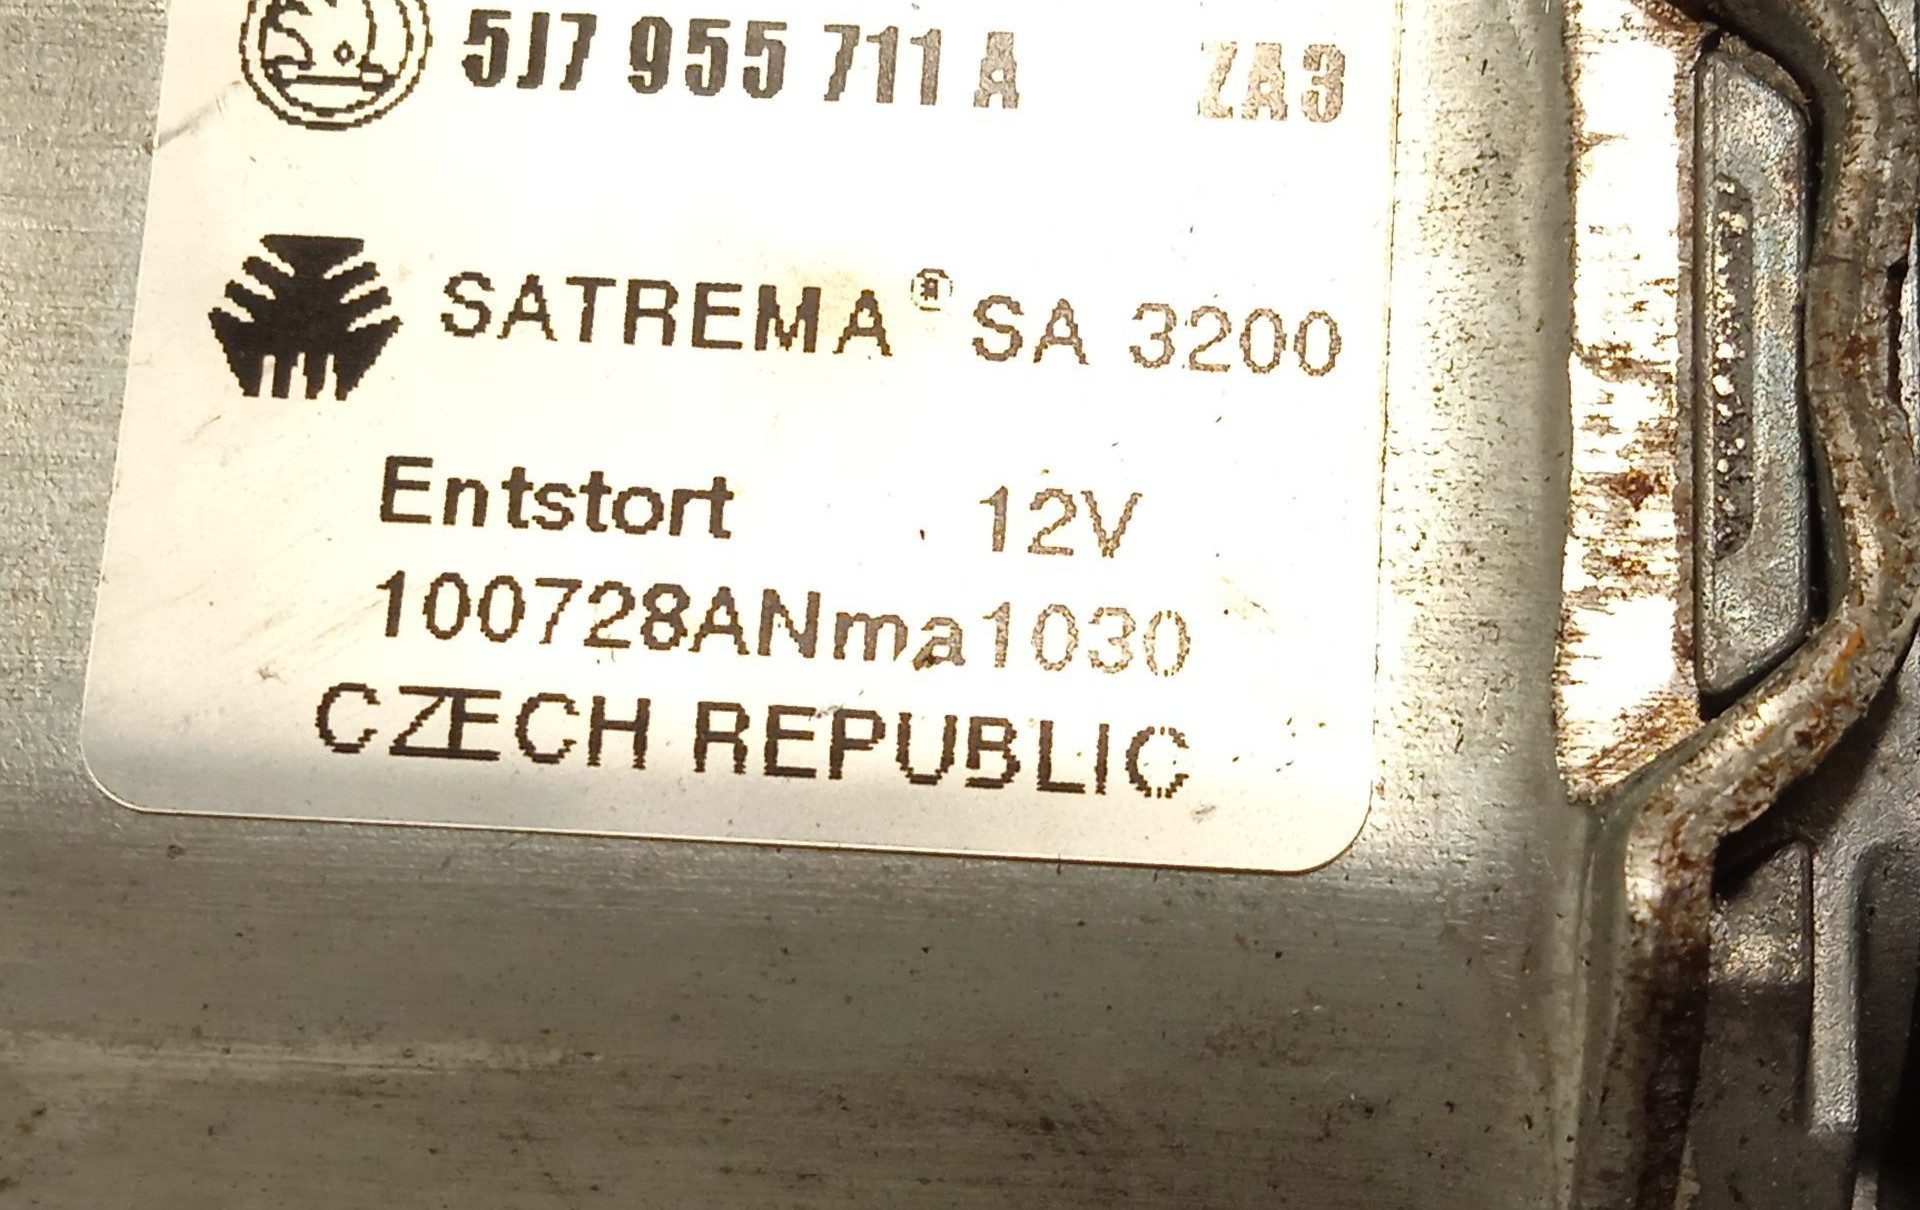 5J7 955 711 A ZA3
SATREMA® SA 3200
Entstort 12V
100728ANma1030
CZECH REPUBLIC